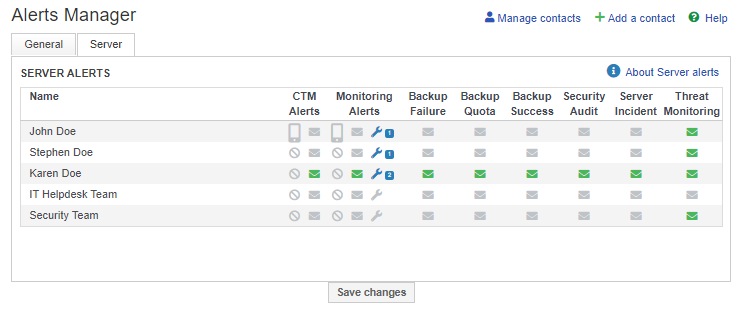 Alerts Manager
Manage contacts
Add a contact
Help
General
Server
SERVER ALERTS
About Server alerts
Name
CTM Alerts
Monitoring Alerts
Backup Failure
Backup Quota
Backup Success
Security Audit
Server Incident
Threat Monitoring
John Doe
1
Stephen Doe
1
Karen Doe
2
IT Helpdesk Team
Security Team
Save changes